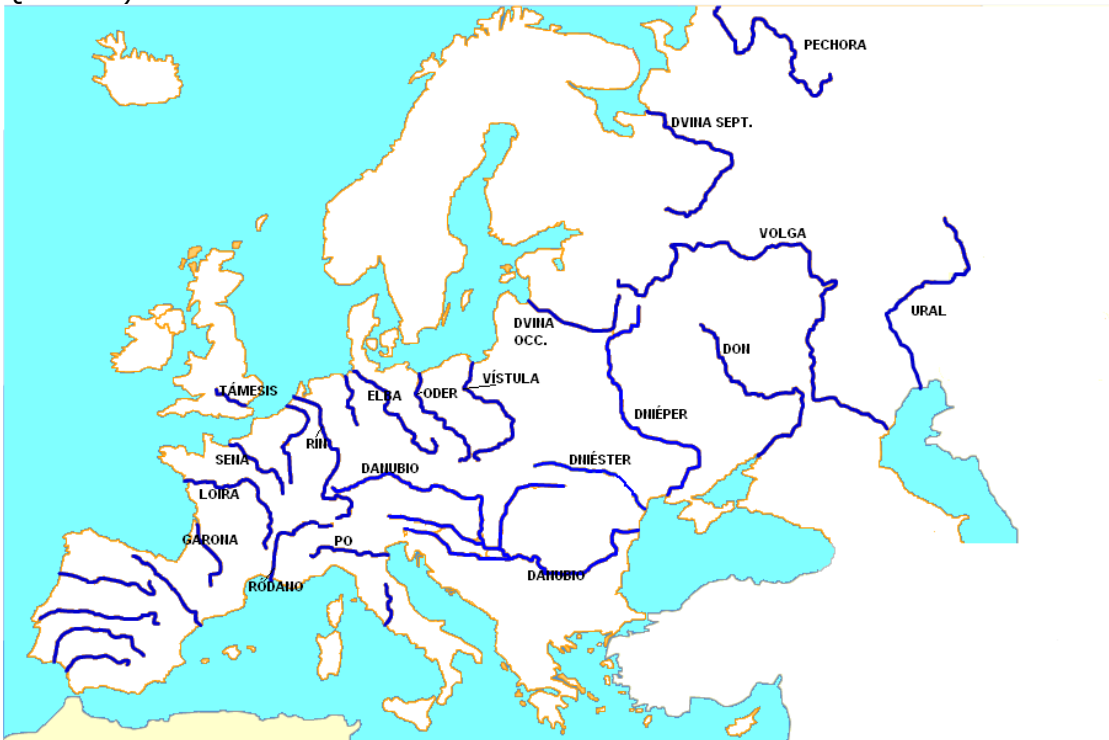 PECHORA
DVINA SEPT.
VOLGA
URAL
DVINA
OCC.
DON
VÍSTULA
TÁMESIS
ELBA
ODER
DNIÉPER
RIN
SENA
DANUBIO
DNIÉSTER
LOIRA
GARONA
PO
RÓDANO
DANUBIO